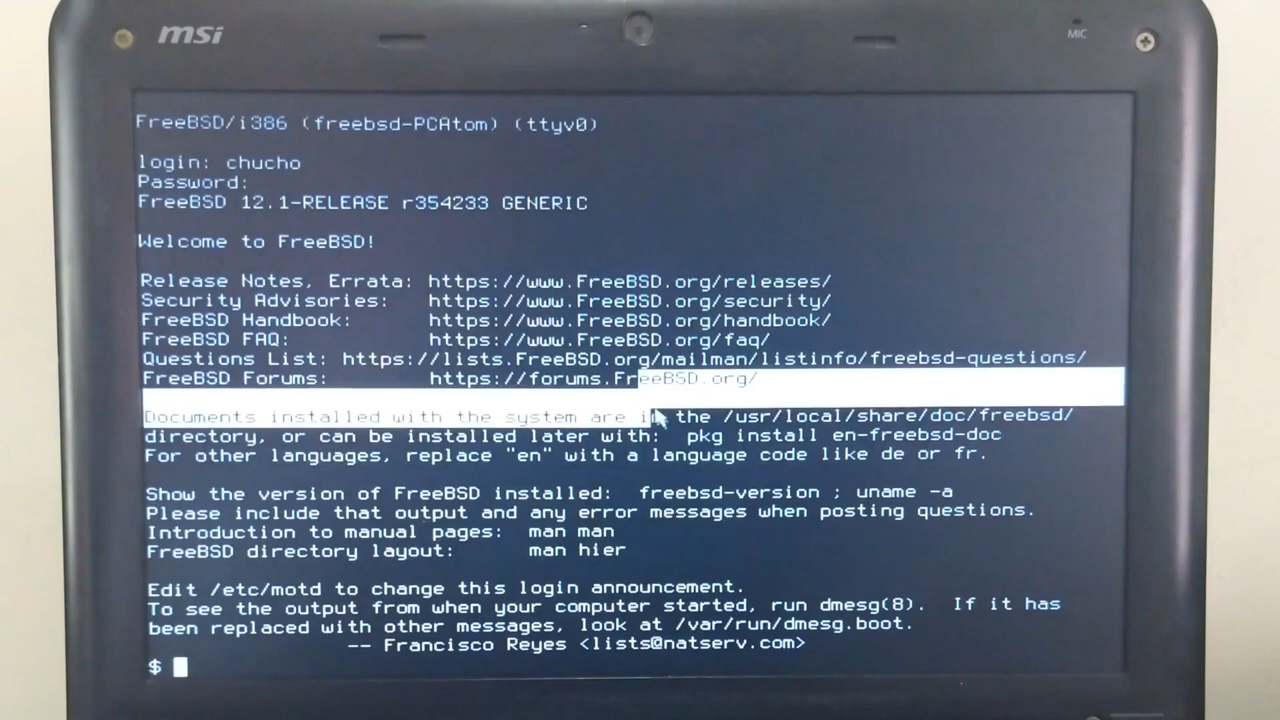 msi
MIC
FreeBSD/i386 (freebsd-PCAtom) (ttyv0)
login: chucho
Password:
FreeBSD 12.1-RELEASE r354233 GENERIC
Welcome to FreeBSD!
Release Notes, Errata: https://www.FreeBSD.org/releases/
Security Advisories: https://www.FreeBSD.org/security/
FreeBSD Handbook: https://www.FreeBSD.org/handbook/
FreeBSD FAQ: https://www.FreeBSD.org/faq/
Questions List: https://lists.FreeBSD.org/mailman/listinfo/freebsd-questions/
FreeBSD Forums: https://forums.FreeBSD.org/
Documents installed with the system are in the /usr/local/share/doc/freebsd/
directory, or can be installed later with: pkg install en-freebsd-doc
For other languages, replace "en" with a language code like de or fr.
Show the version of FreeBSD installed: freebsd-version ; uname -a
Please include that output and any error messages when posting questions.
Introduction to manual pages: man man
FreeBSD directory layout: man hier
Edit /etc/motd to change this login announcement.
To see the output from when your computer started, run dmesg(8). If it has
been replaced with other messages, look at /var/run/dmesg.boot.
-- Francisco Reyes <lists@natserv.com>
$